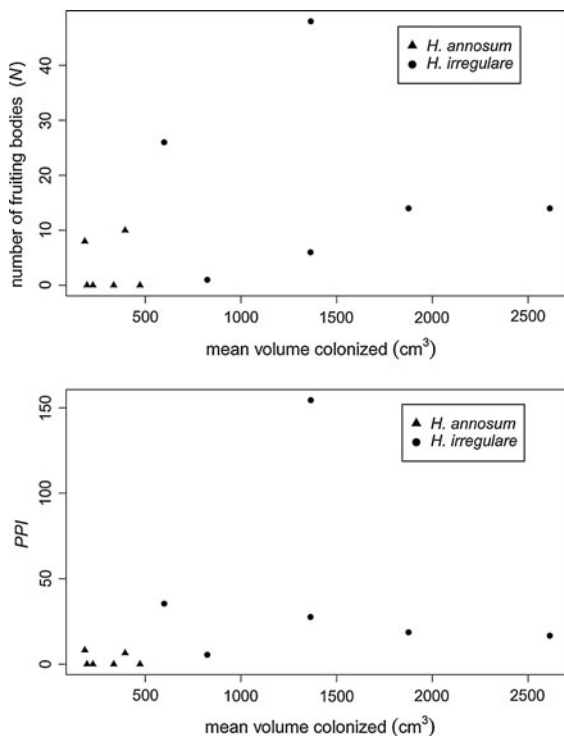 number of fruiting bodies (N)
40
30
20
10
0
H. annosum
H. irregulare
500 1000 1500 2000 2500
mean volume colonized (cm³)
PPI
150
100
50
0
H. annosum
H. irregulare
500 1000 1500 2000 2500
mean volume colonized (cm³)